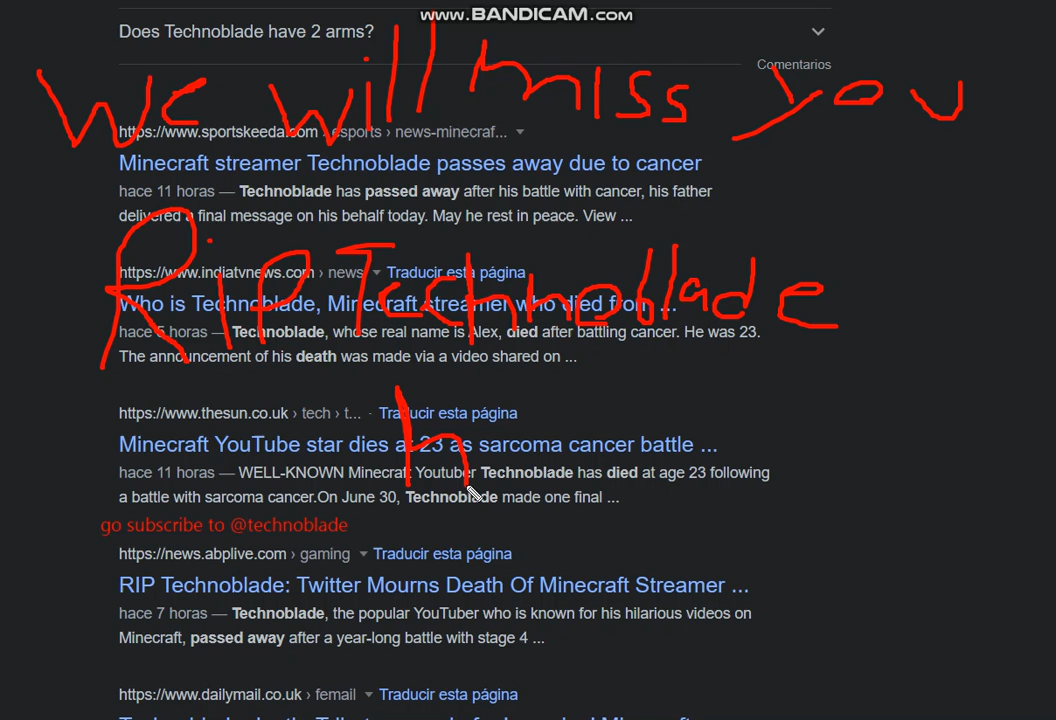 www.BANDICAM.com
Does Technoblade have 2 arms?
Comentarios
We will miss you
https://www.sportskeeda.com › esports › news-minecraf...
Minecraft streamer Technoblade passes away due to cancer
hace 11 horas — Technoblade has passed away after his battle with cancer, his father
delivered a final message on his behalf today. May he rest in peace. View ...
Rip Technoblade
https://www.indiatvnews.com › news Traducir esta página
Who is Technoblade, Minecraft streamer who died from ...
hace 5 horas — Technoblade, whose real name is Alex, died after battling cancer. He was 23.
The announcement of his death was made via a video shared on ...
h
https://www.thesun.co.uk › tech › t... · Traducir esta página
Minecraft YouTube star dies at 23 as sarcoma cancer battle ...
hace 11 horas — WELL-KNOWN Minecraft Youtuber Technoblade has died at age 23 following
a battle with sarcoma cancer.On June 30, Technoblade made one final ...
go subscribe to @technoblade
https://news.abplive.com › gaming Traducir esta página
RIP Technoblade: Twitter Mourns Death Of Minecraft Streamer ...
hace 7 horas — Technoblade, the popular YouTuber who is known for his hilarious videos on
Minecraft, passed away after a year-long battle with stage 4 ...
https://www.dailymail.co.uk › femail Traducir esta página